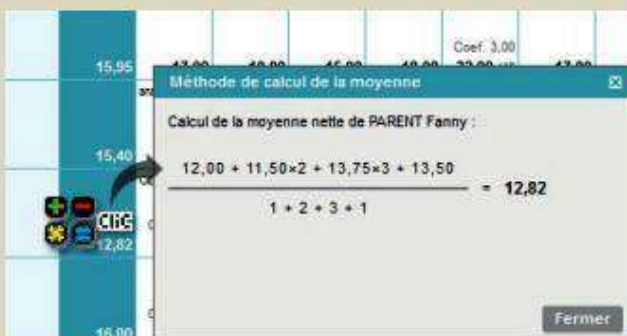 Coef. 3,00
15,95
Méthode de calcul de la moyenne
Calcul de la moyenne nette de PARENT Fanny :
15,40
12,00 + 11,50×2 + 13,75×3 + 13,50
= 12,82
1 + 2 + 3 + 1
Clic
12,82
Fermer
16,80